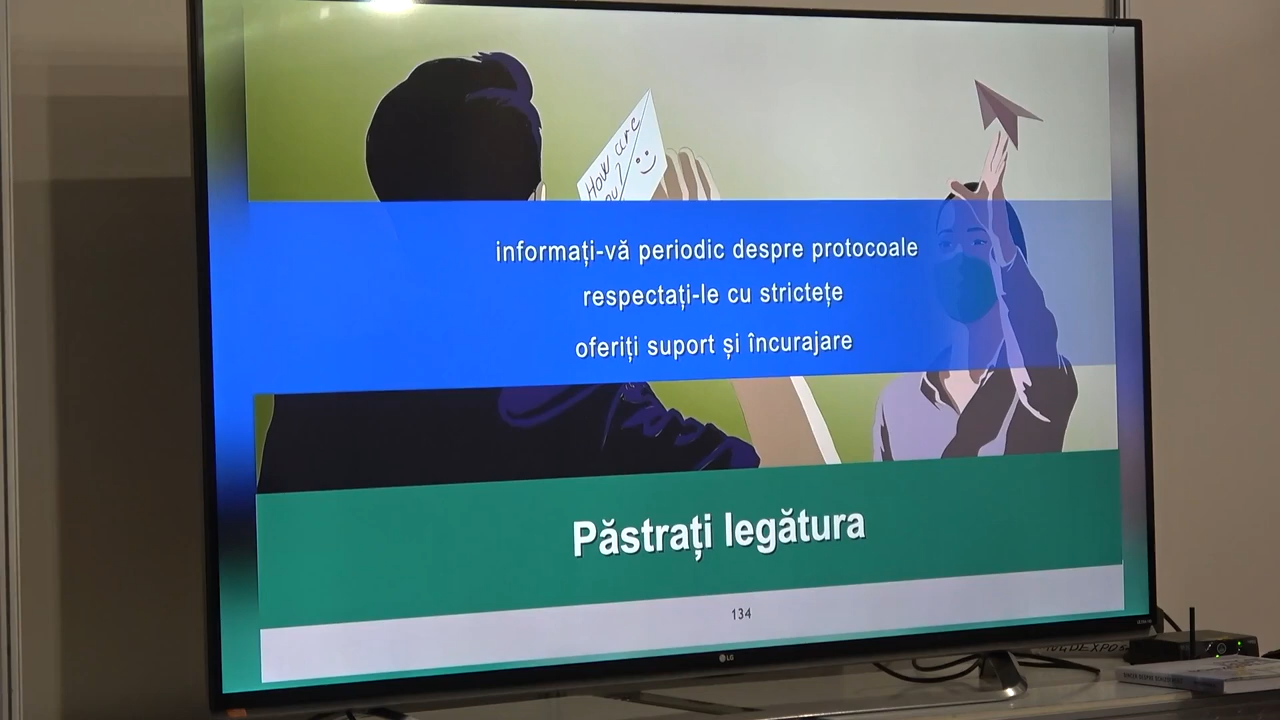 How are
you?
informați-vă periodic despre protocoale
respectați-le cu strictețe
oferiți suport și încurajare
Păstrați legătura
134
LG